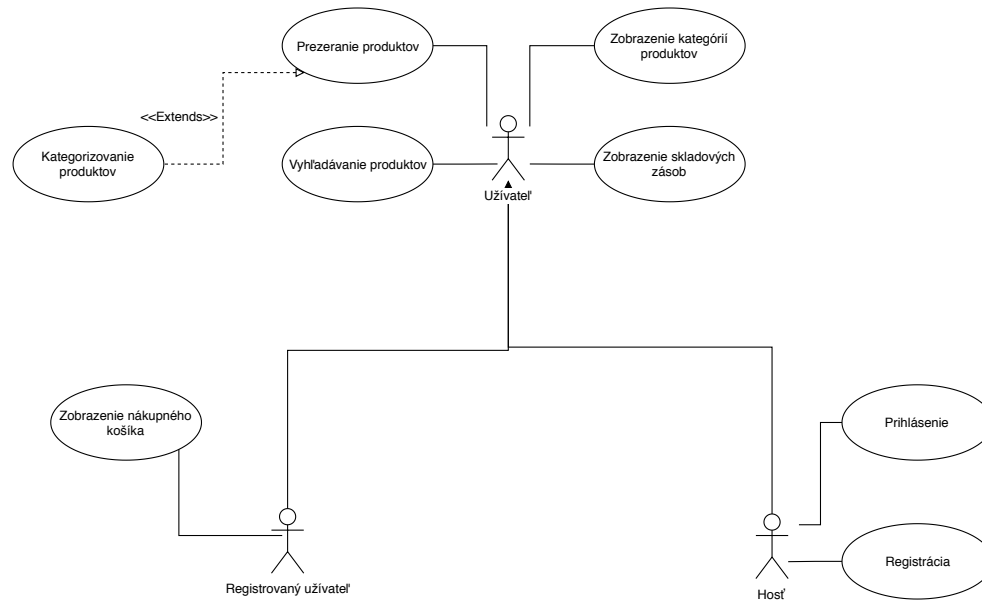 Prezeranie produktov
Zobrazenie kategórií
produktov
<<Extends>>
Kategorizovanie
produktov
Vyhľadávanie produktov
Zobrazenie skladových
zásob
Užívateľ
Zobrazenie nákupného
košíka
Prihlásenie
Registrovaný užívateľ
Registrácia
Hosť